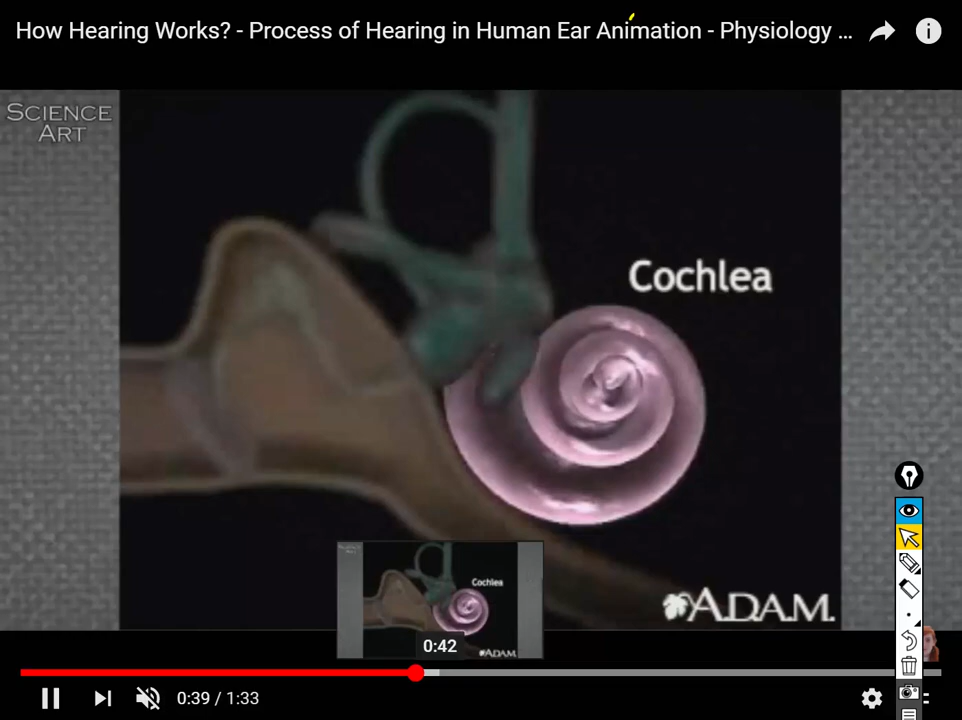 How Hearing Works? - Process of Hearing in Human Ear Animation - Physiology ...
SCIENCE
ART
Cochlea
Cochlea
A.D.A.M.
0:42
A.D.A.M.
0:39 / 1:33